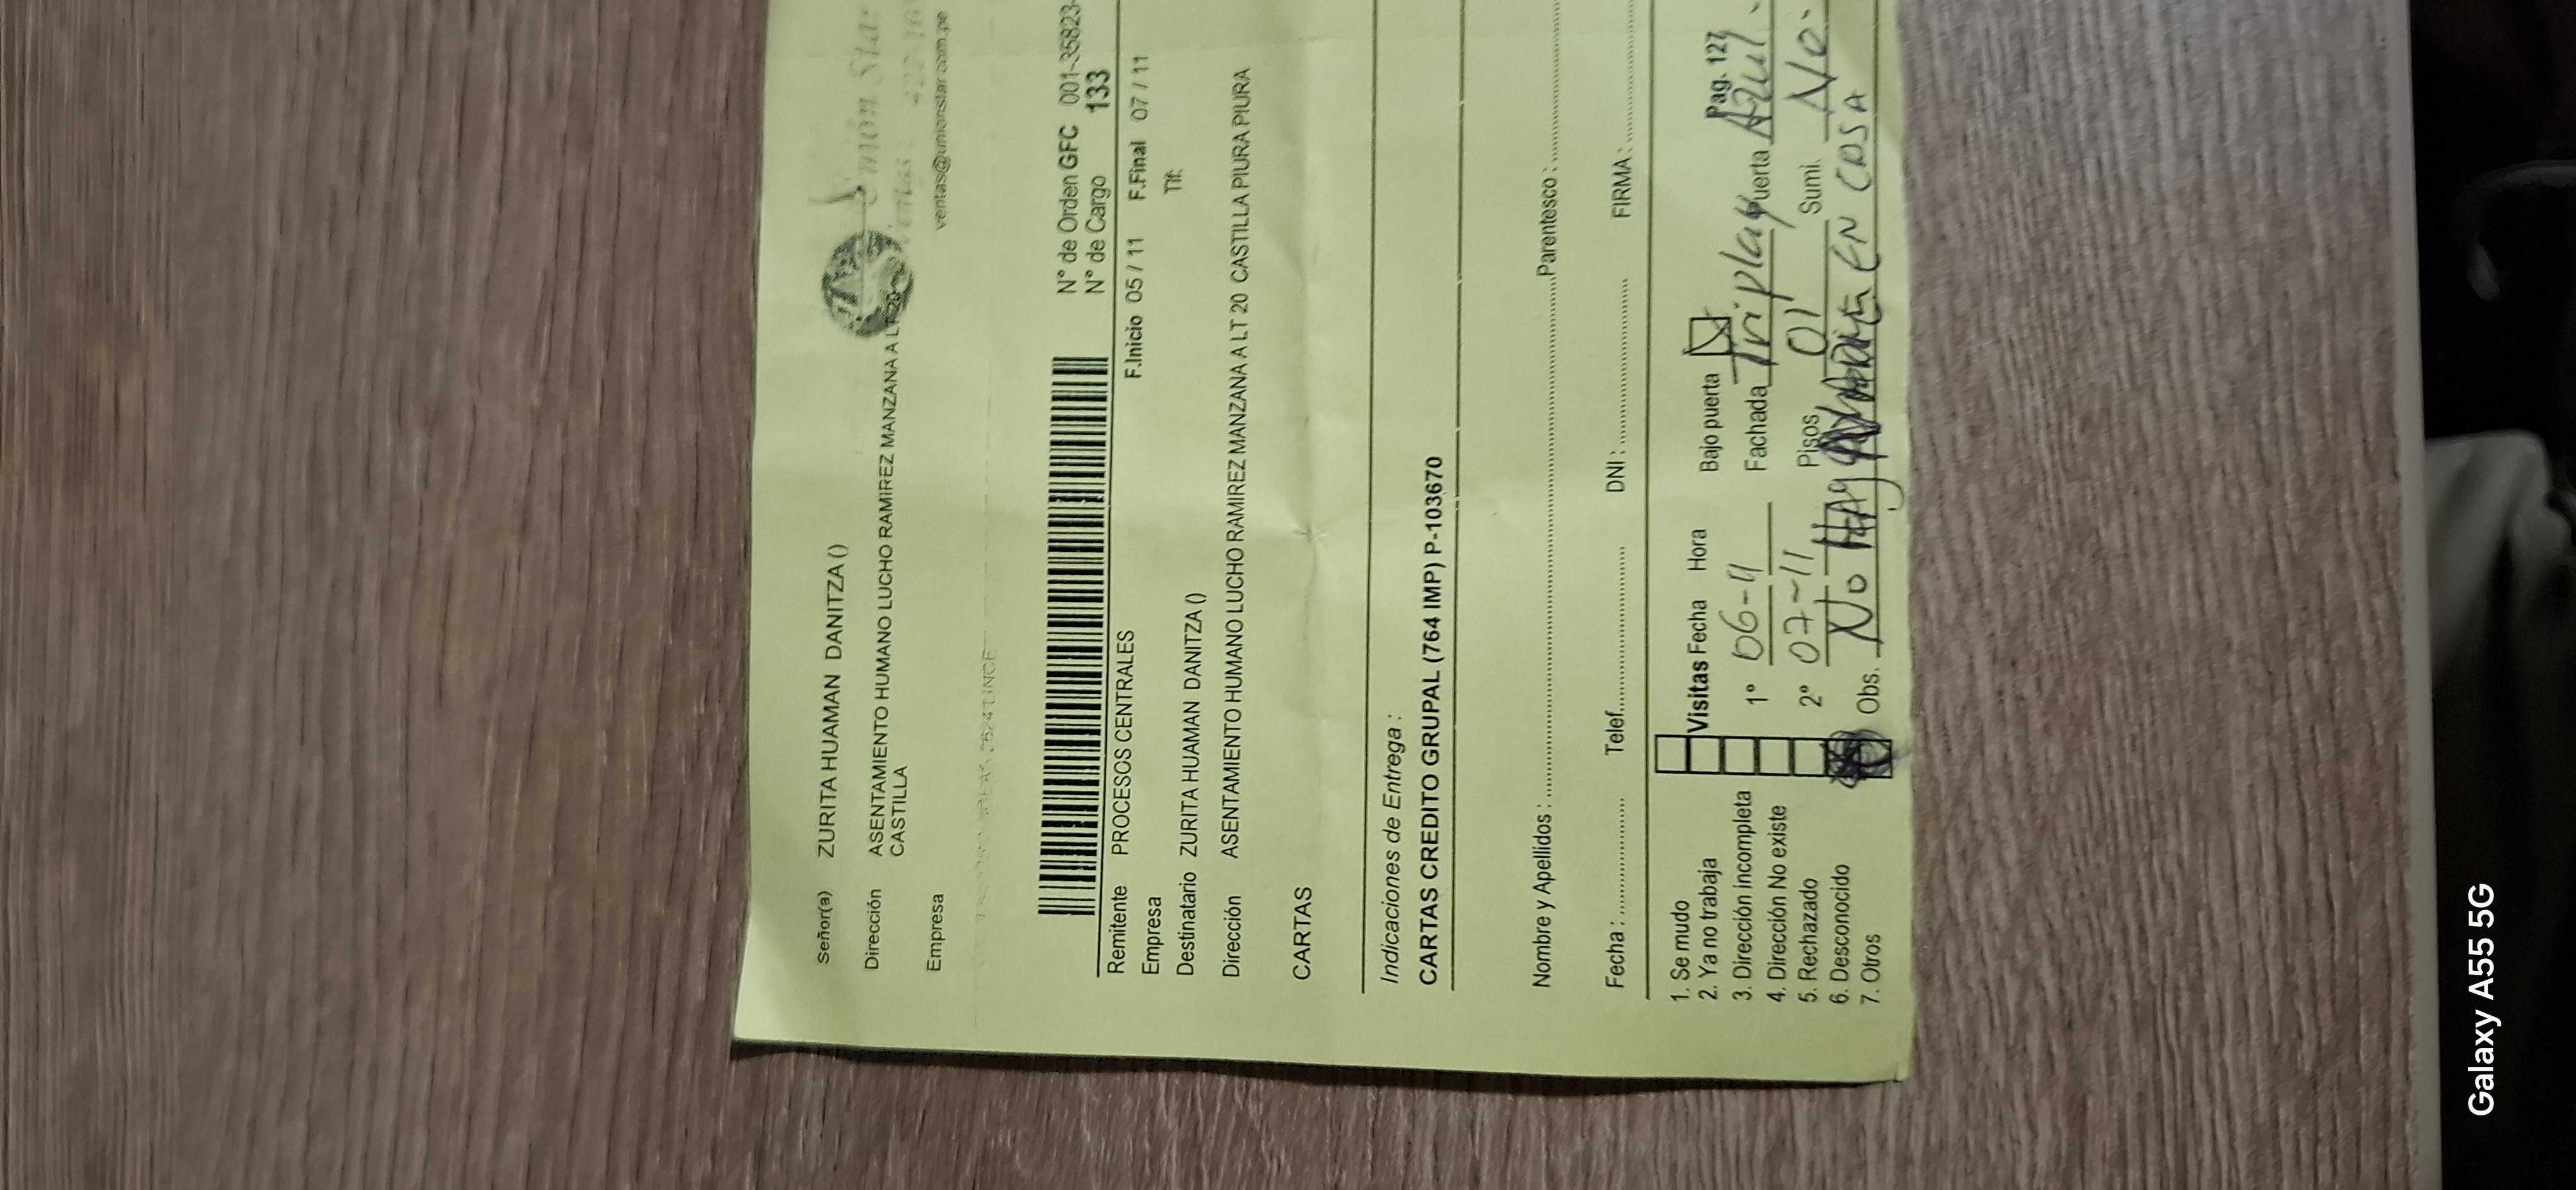 Señor(a) ZURITA HUAMAN DANITZA ()
Dirección ASENTAMIENTO HUMANO LUCHO RAMIREZ MANZANA A LT 20
CASTILLA
Empresa
Unión Star
ventas@unionstar.com.pe
N° de Orden GFC 001-35823-
N° de Cargo 133
Remitente PROCESOS CENTRALES
F.Inicio 05 / 11 F.Final 07 / 11
Empresa
Tlf:
Destinatario ZURITA HUAMAN DANITZA ()
Dirección ASENTAMIENTO HUMANO LUCHO RAMIREZ MANZANA A LT 20 CASTILLA PIURA PIURA
CARTAS
Indicaciones de Entrega :
CARTAS CREDITO GRUPAL (764 IMP) P-103670
Nombre y Apellidos : Parentesco :
Fecha : Telef. DNI : FIRMA :
1. Se mudo
2. Ya no trabaja Visitas Fecha Hora Bajo puerta Pag. 127
3. Dirección incompleta 1° 06-11 Fachada Triplay Puerta Azul.
4. Dirección No existe
5. Rechazado 2° 07-11 Pisos 01 Sumi. No.
6. Desconocido
7. Otros Obs. No HAY EN CASA
Galaxy A55 5G